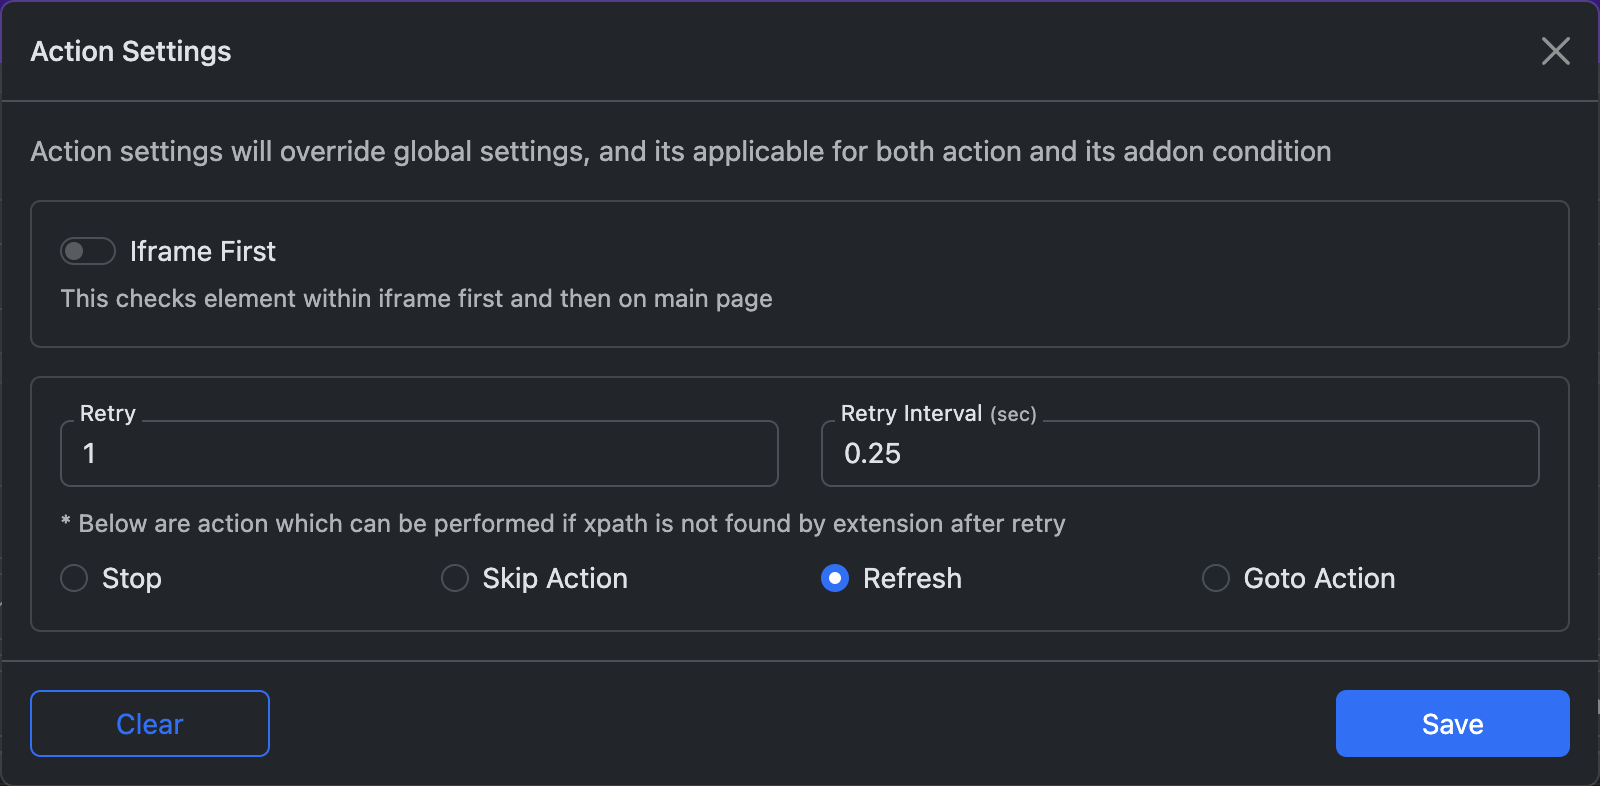 Action Settings
Action settings will override global settings, and its applicable for both action and its addon condition
Iframe First
This checks element within iframe first and then on main page
Retry
1
Retry Interval (sec)
0.25
* Below are action which can be performed if xpath is not found by extension after retry
Stop
Skip Action
Refresh
Goto Action
Clear
Save